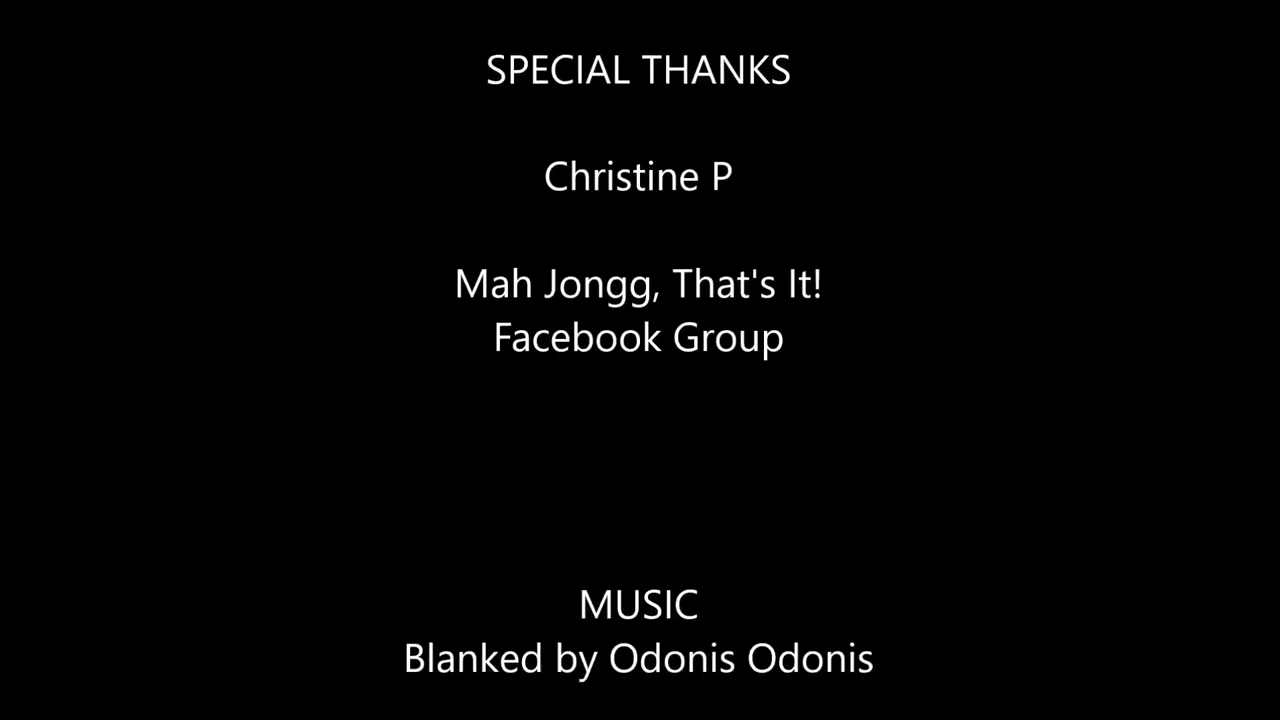 SPECIAL THANKS
Christine P
Mah Jongg, That's It!
Facebook Group
MUSIC
Blanked by Odonis Odonis